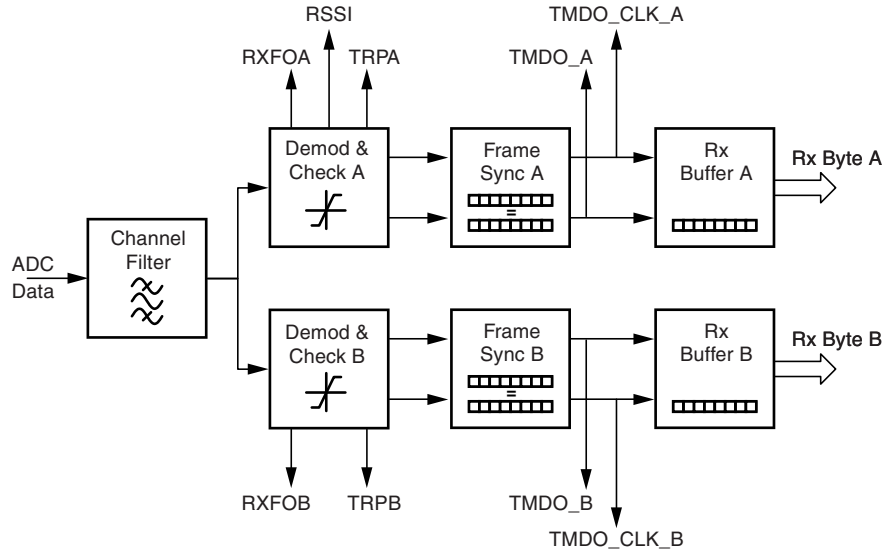 RSSI
TMDO_CLK_A
RXFOA
TRPA
TMDO_A
Demod &
Check A
Frame
Sync A
=
Rx
Buffer A
Rx Byte A
Channel
Filter
ADC
Data
Demod &
Check B
Frame
Sync B
=
Rx
Buffer B
Rx Byte B
RXFOB
TRPB
TMDO_B
TMDO_CLK_B